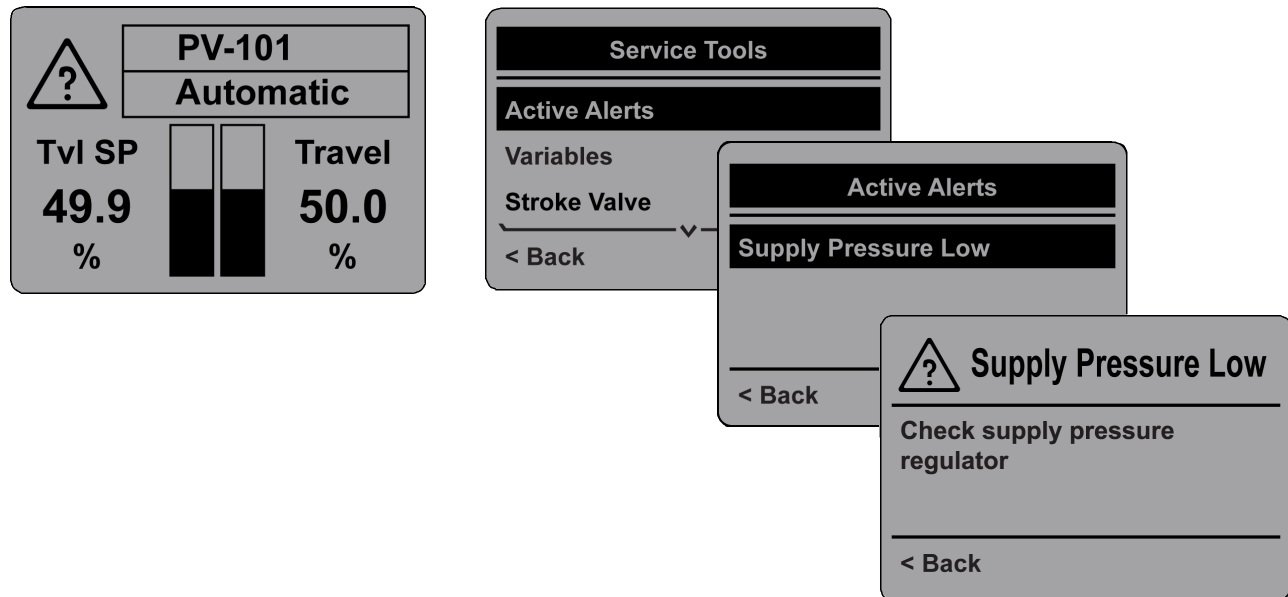 ?
PV-101
Automatic
Tvl SP
49.9
%
Travel
50.0
%
Service Tools
Active Alerts
Variables
Stroke Valve
< Back
Active Alerts
Supply Pressure Low
< Back
? Supply Pressure Low
Check supply pressure
regulator
< Back